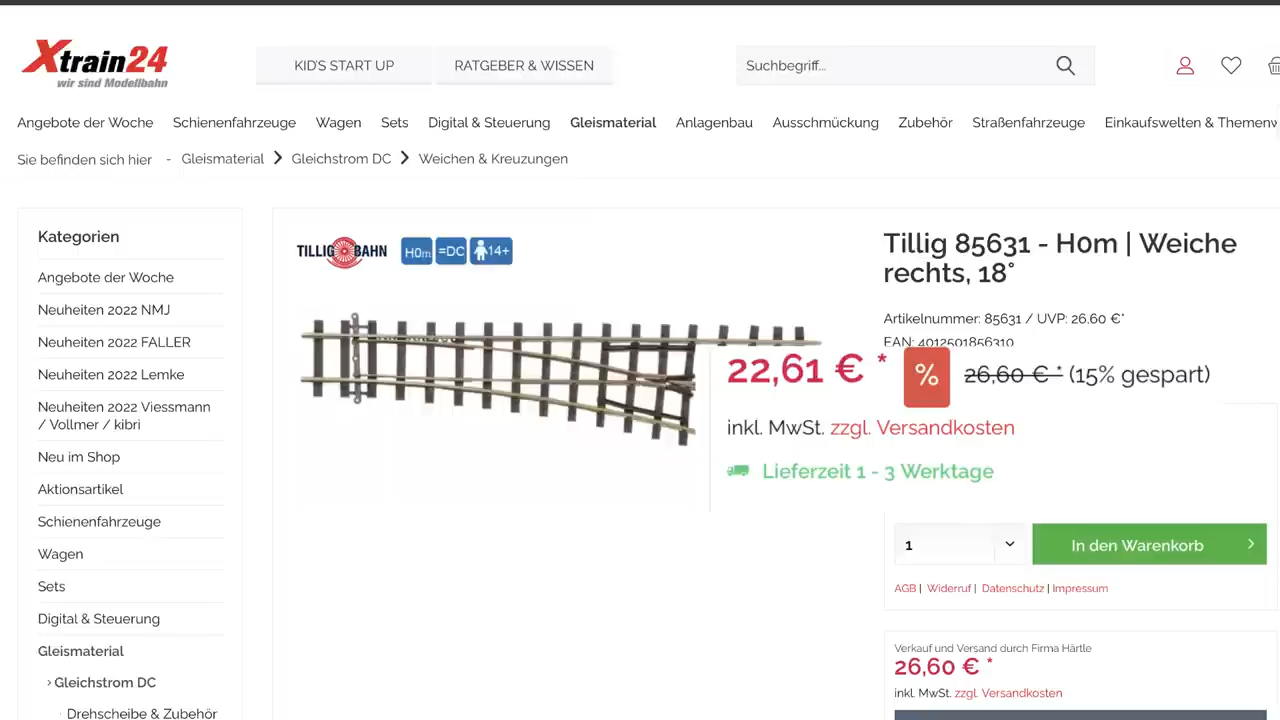 Xtrain24
wir sind Modellbahn
KID'S START UP
RATGEBER & WISSEN
Suchbegriff...
Angebote der Woche
Schienenfahrzeuge
Wagen
Sets
Digital & Steuerung
Gleismaterial
Anlagenbau
Ausschmückung
Zubehör
Straßenfahrzeuge
Einkaufswelten &
Sie befinden sich hier - Gleismaterial > Gleichstrom DC > Weichen & Kreuzungen
Kategorien
Angebote der Woche
Neuheiten 2022 NMJ
Neuheiten 2022 FALLER
Neuheiten 2022 Lemke
Neuheiten 2022 Viessmann
/ Vollmer / kibri
Neu im Shop
Aktionsartikel
Schienenfahrzeuge
Wagen
Sets
Digital & Steuerung
Gleismaterial
› Gleichstrom DC
· Drehscheibe & Zubehör
TILLIG BAHN
H0m
=DC
14+
Tillig 85631 - H0m | Weiche
rechts, 18°
Artikelnummer: 85631 / UVP: 26.60 €*
EAN: 4012501856310
22,61 € * % 26,60 € * (15% gespart)
inkl. MwSt. zzgl. Versandkosten
Lieferzeit 1 - 3 Werktage
1
In den Warenkorb
AGB | Widerruf | Datenschutz | Impressum
Verkauf und Versand durch Firma Härtle
26,60 € *
inkl. MwSt. zzgl. Versandkosten